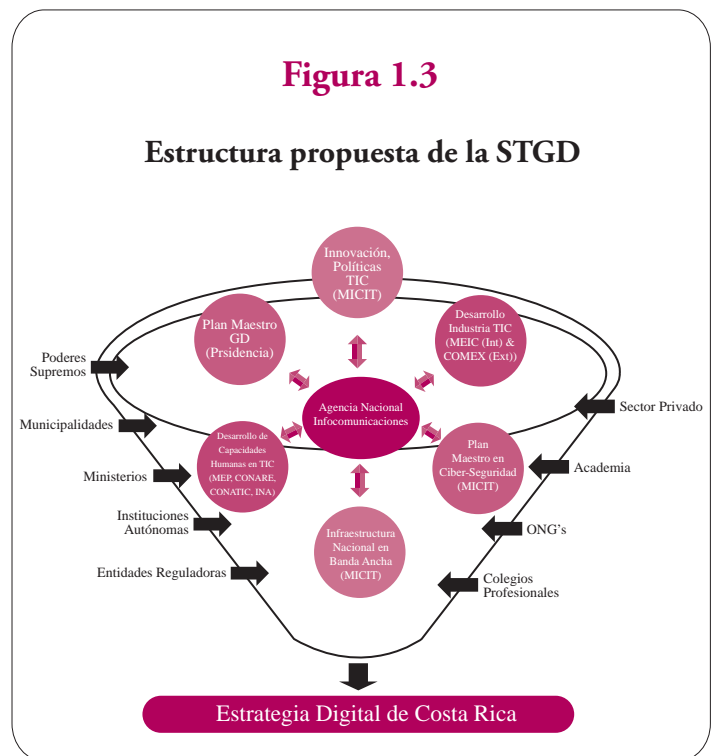 Figura 1.3
Estructura propuesta de la STGD
Innovación,
Políticas
TIC
(MICIT)
Plan Maestro
GD
(Prsidencia)
Desarrollo
Industria TIC
(MEIC (Int) &
COMEX (Ext))
Agencia Nacional
Infocomunicaciones
Desarrollo de
Capacidades
Humanas en TIC
(MEP, CONARE,
CONATIC, INA)
Plan
Maestro en
Ciber-Seguridad
(MICIT)
Infraestructura
Nacional en
Banda Ancha
(MICIT)
Poderes
Supremos
Municipalidades
Ministerios
Instituciones
Autónomas
Entidades Reguladoras
Sector Privado
Academia
ONG's
Colegios
Profesionales
Estrategia Digital de Costa Rica